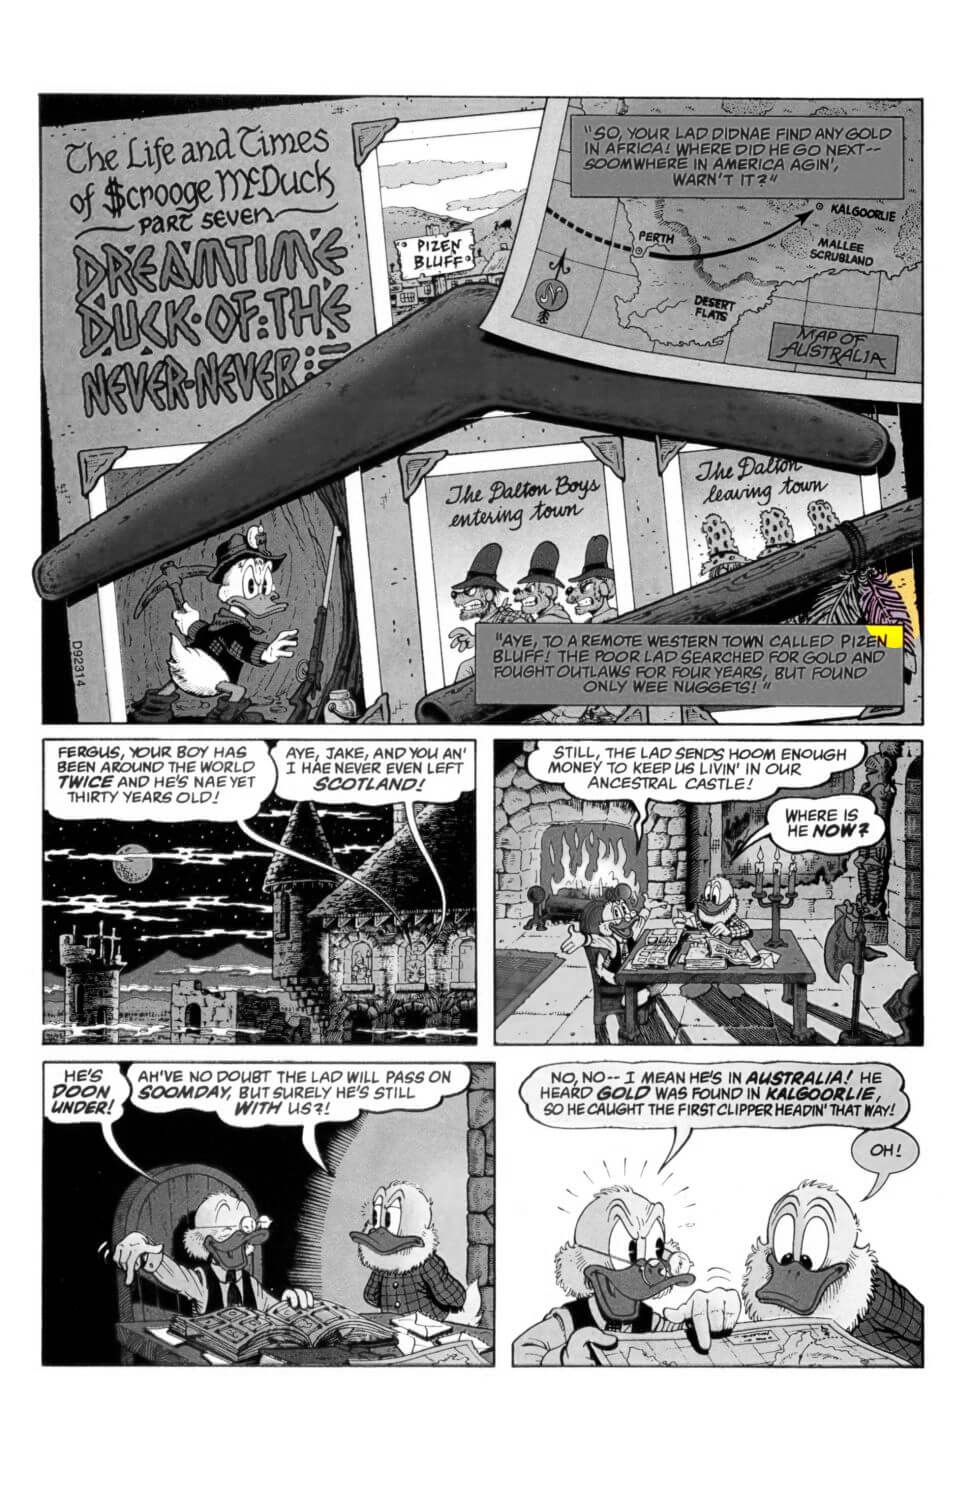 The Life and Times
of $crooge McDuck
PART SEVEN
DREAMTIME
DUCK·OF·THE
NEVER-NEVER
"SO, YOUR LAD DIDNAE FIND ANY GOLD
IN AFRICA! WHERE DID HE GO NEXT--
SOOMWHERE IN AMERICA AGIN',
WARN'T IT?"
PIZEN
BLUFF
PERTH
KALGOORLIE
MALLEE
SCRUBLAND
DESERT
FLATS
N
MAP OF
AUSTRALIA
The Dalton Boys
entering town
The Dalton
leaving town
D92314
"AYE, TO A REMOTE WESTERN TOWN CALLED PIZEN
BLUFF! THE POOR LAD SEARCHED FOR GOLD AND
FOUGHT OUTLAWS FOR FOUR YEARS, BUT FOUND
ONLY WEE NUGGETS!"
FERGUS, YOUR BOY HAS
BEEN AROUND THE WORLD
TWICE AND HE'S NAE YET
THIRTY YEARS OLD!
AYE, JAKE, AND YOU AN'
I HAE NEVER EVEN LEFT
SCOTLAND!
STILL, THE LAD SENDS HOOM ENOUGH
MONEY TO KEEP US LIVIN' IN OUR
ANCESTRAL CASTLE!
WHERE IS
HE NOW?
HE'S
DOON
UNDER!
AH'VE NO DOUBT THE LAD WILL PASS ON
SOOMDAY, BUT SURELY HE'S STILL
WITH US?!
NO, NO-- I MEAN HE'S IN AUSTRALIA! HE
HEARD GOLD WAS FOUND IN KALGOORLIE,
SO HE CAUGHT THE FIRST CLIPPER HEADIN' THAT WAY!
OH!